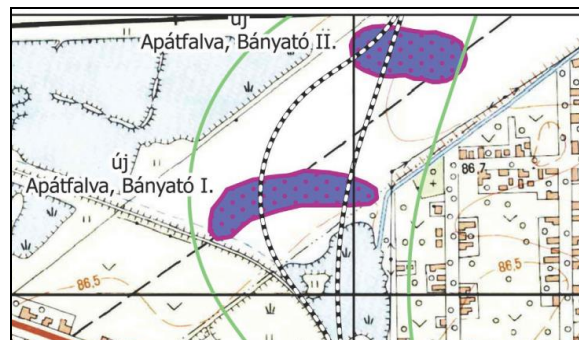 új
Apátfalva, Bányató II.
új
Apátfalva, Bányató I.
86,7
86,5
86,5